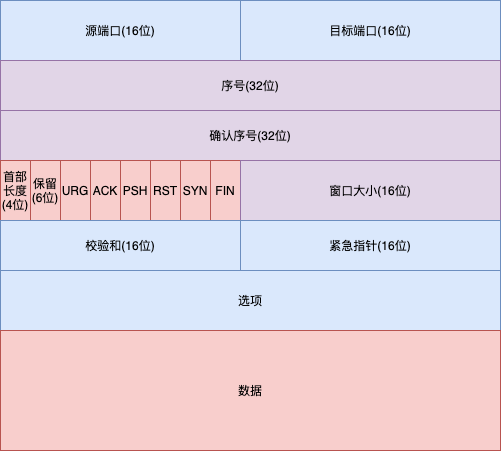 源端口(16位)
目标端口(16位)
序号(32位)
确认序号(32位)
首部
长度
(4位)
保留
(6位)
URG
ACK
PSH
RST
SYN
FIN
窗口大小(16位)
校验和(16位)
紧急指针(16位)
选项
数据